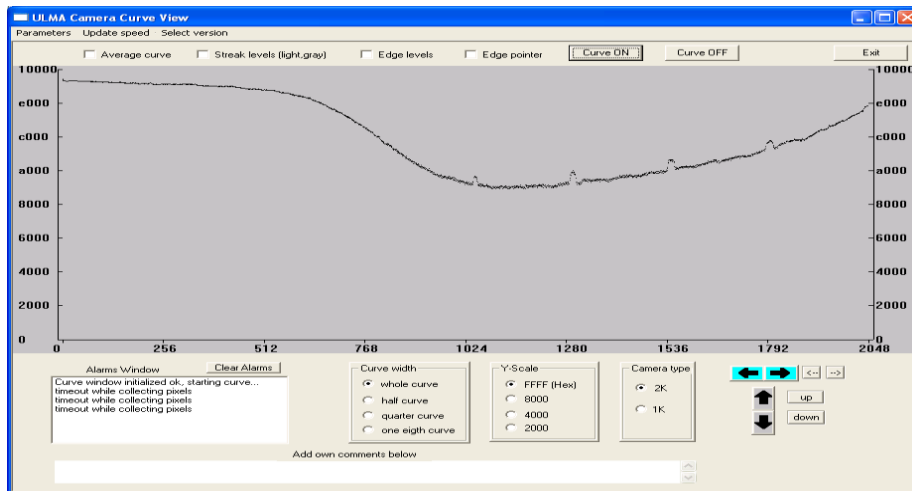 ULMA Camera Curve View
Parameters Update speed Select version
Average curve Streak levels (light,gray) Edge levels Edge pointer Curve ON Curve OFF Exit
10000 10000
e000 e000
c000 c000
a000 a000
8000 8000
6000 6000
4000 4000
2000 2000
0 0
0 256 512 768 1024 1280 1536 1792 2048
Alarms Window Clear Alarms
Curve window initialized ok, starting curve...
timeout while collecting pixels
timeout while collecting pixels
timeout while collecting pixels
Curve width
whole curve
half curve
quarter curve
one eigth curve
Y-Scale
FFFF (Hex)
8000
4000
2000
Camera type
2K
1K
<-- -->
up
down
Add own comments below